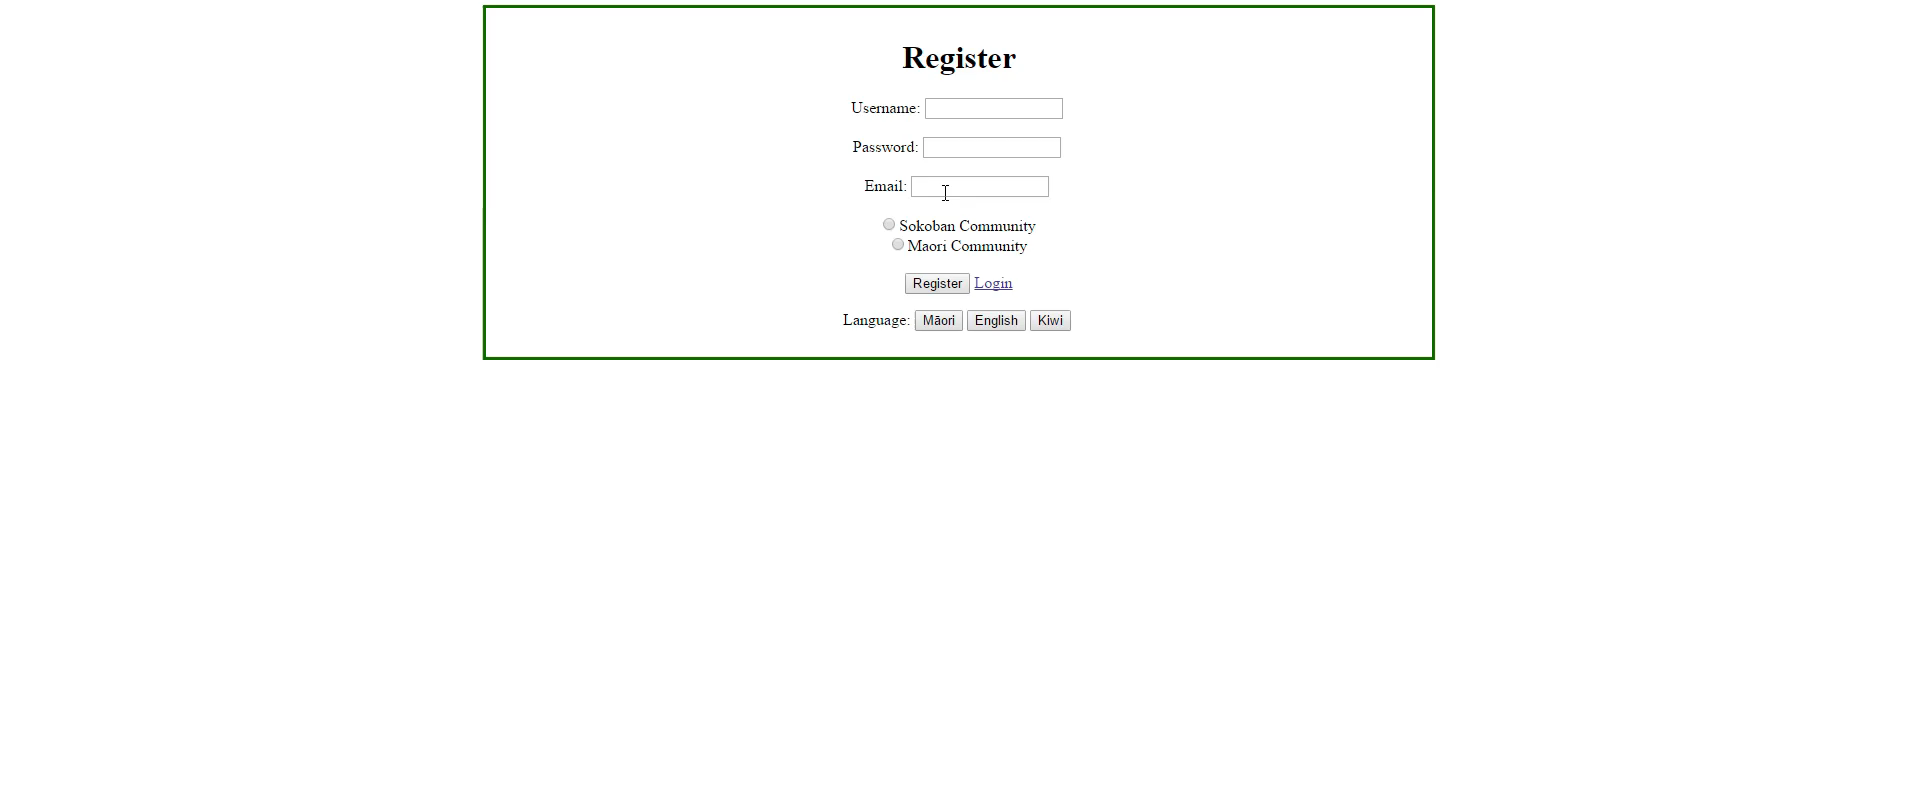 Register
Username:
Password:
Email:
Sokoban Community
Maori Community
Register Login
Language: Māori English Kiwi